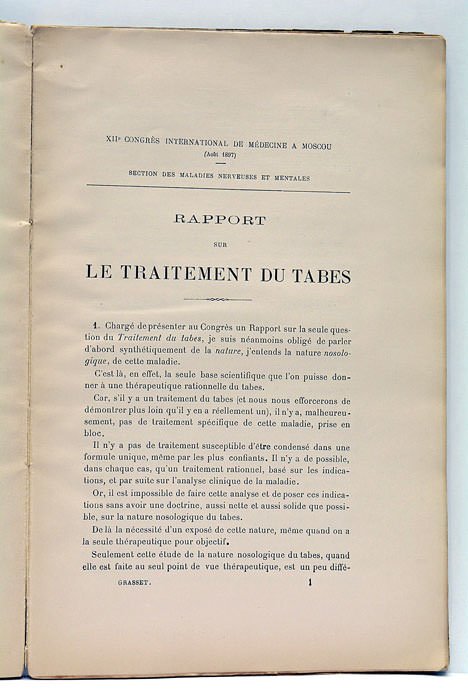 XIIe CONGRÈS INTERNATIONAL DE MÉDECINE A MOSCOU
(Août 1897)
SECTION DES MALADIES NERVEUSES ET MENTALES
RAPPORT
SUR
LE TRAITEMENT DU TABES
1. Chargé de présenter au Congrès un Rapport sur la seule ques-
tion du Traitement du tabes, je suis néanmoins obligé de parler
d'abord synthétiquement de la nature, j'entends la nature nosolo-
gique, de cette maladie.
C'est là, en effet, la seule base scientifique que l'on puisse don-
ner à une thérapeutique rationnelle du tabes.
Car, s'il y a un traitement du tabes (et nous nous efforcerons de
démontrer plus loin qu'il y en a réellement un), il n'y a, malheureu-
sement, pas de traitement spécifique de cette maladie, prise en
bloc.
Il n'y a pas de traitement susceptible d'être condensé dans une
formule unique, même par les plus confiants. Il n'y a de possible,
dans chaque cas, qu'un traitement rationnel, basé sur les indica-
tions, et par suite sur l'analyse clinique de la maladie.
Or, il est impossible de faire cette analyse et de poser ces indica-
tions sans avoir une doctrine, aussi nette et aussi solide que possi-
ble, sur la nature nosologique du tabes.
De là la nécessité d'un exposé de cette nature, même quand on a
la seule thérapeutique pour objectif.
Seulement cette étude de la nature nosologique du tabes, quand
elle est faite au seul point de vue thérapeutique, est un peu diffé-
GRASSET. 1